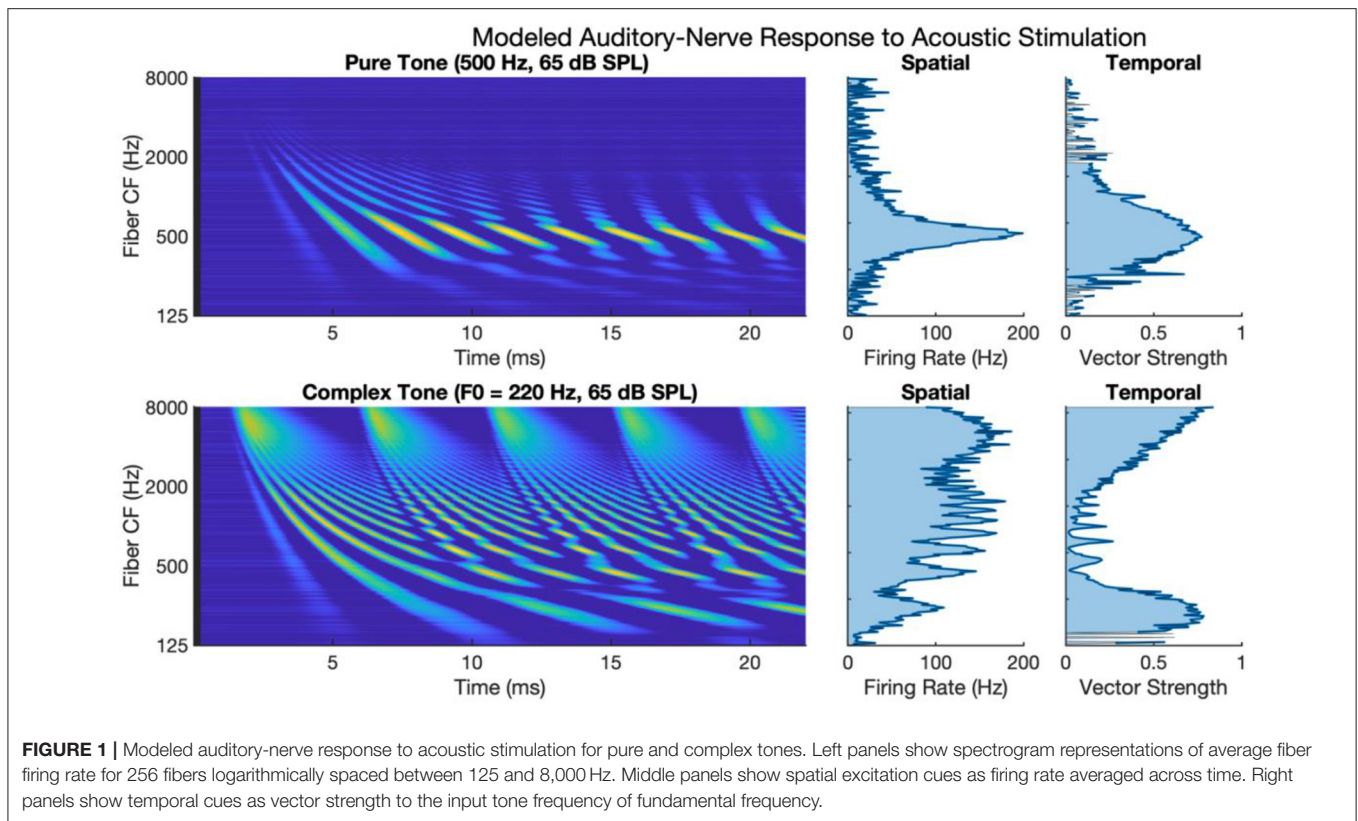 Modeled Auditory-Nerve Response to Acoustic Stimulation
Pure Tone (500 Hz, 65 dB SPL)
Spatial
Temporal
8000
2000
500
125
Fiber CF (Hz)
5
10
15
20
Time (ms)
0
100
200
Firing Rate (Hz)
0
0.5
1
Vector Strength
Complex Tone (F0 = 220 Hz, 65 dB SPL)
Spatial
Temporal
8000
2000
500
125
Fiber CF (Hz)
5
10
15
20
Time (ms)
0
100
200
Firing Rate (Hz)
0
0.5
1
Vector Strength
FIGURE 1 | Modeled auditory-nerve response to acoustic stimulation for pure and complex tones. Left panels show spectrogram representations of average fiber
firing rate for 256 fibers logarithmically spaced between 125 and 8,000 Hz. Middle panels show spatial excitation cues as firing rate averaged across time. Right
panels show temporal cues as vector strength to the input tone frequency of fundamental frequency.